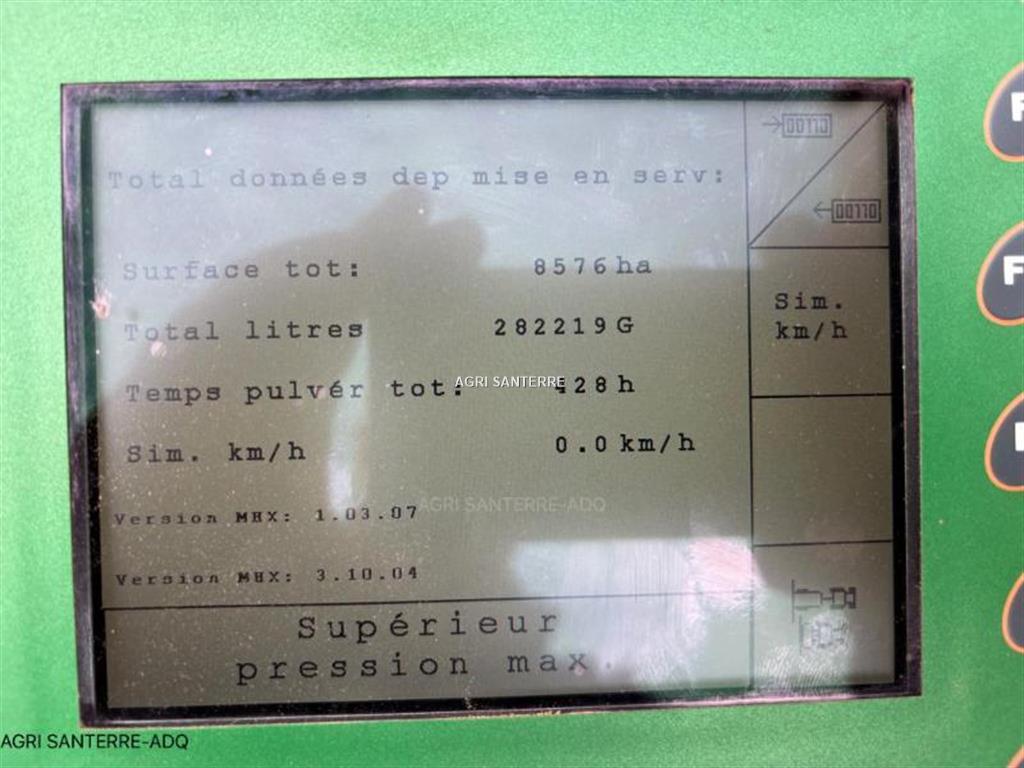 00110
Total données dep mise en serv:
00110
Surface tot: 8576ha
Sim.
km/h
Total litres 282219G
Temps pulvér tot: 428h
AGRI SANTERRE
Sim. km/h 0.0km/h
AGRI SANTERRE-ADQ
Version MHX: 1.03.07
Version MHX: 3.10.04
Supérieur
pression max.
AGRI SANTERRE-ADQ
F
F